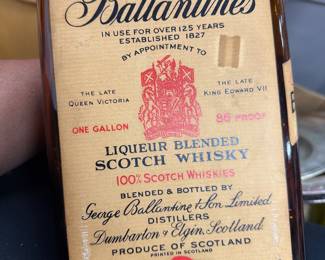 Ballantine's
IN USE FOR OVER 125 YEARS
ESTABLISHED 1827
BY APPOINTMENT TO
THE LATE
QUEEN VICTORIA
THE LATE
KING EDWARD VII
ONE GALLON
86 PROOF
LIQUEUR BLENDED
SCOTCH WHISKY
100% SCOTCH WHISKIES
BLENDED & BOTTLED BY
George Ballantine & Son Limited
DISTILLERS
Dumbarton & Elgin, Scotland.
PRODUCE OF SCOTLAND
PRINTED IN SCOTLAND